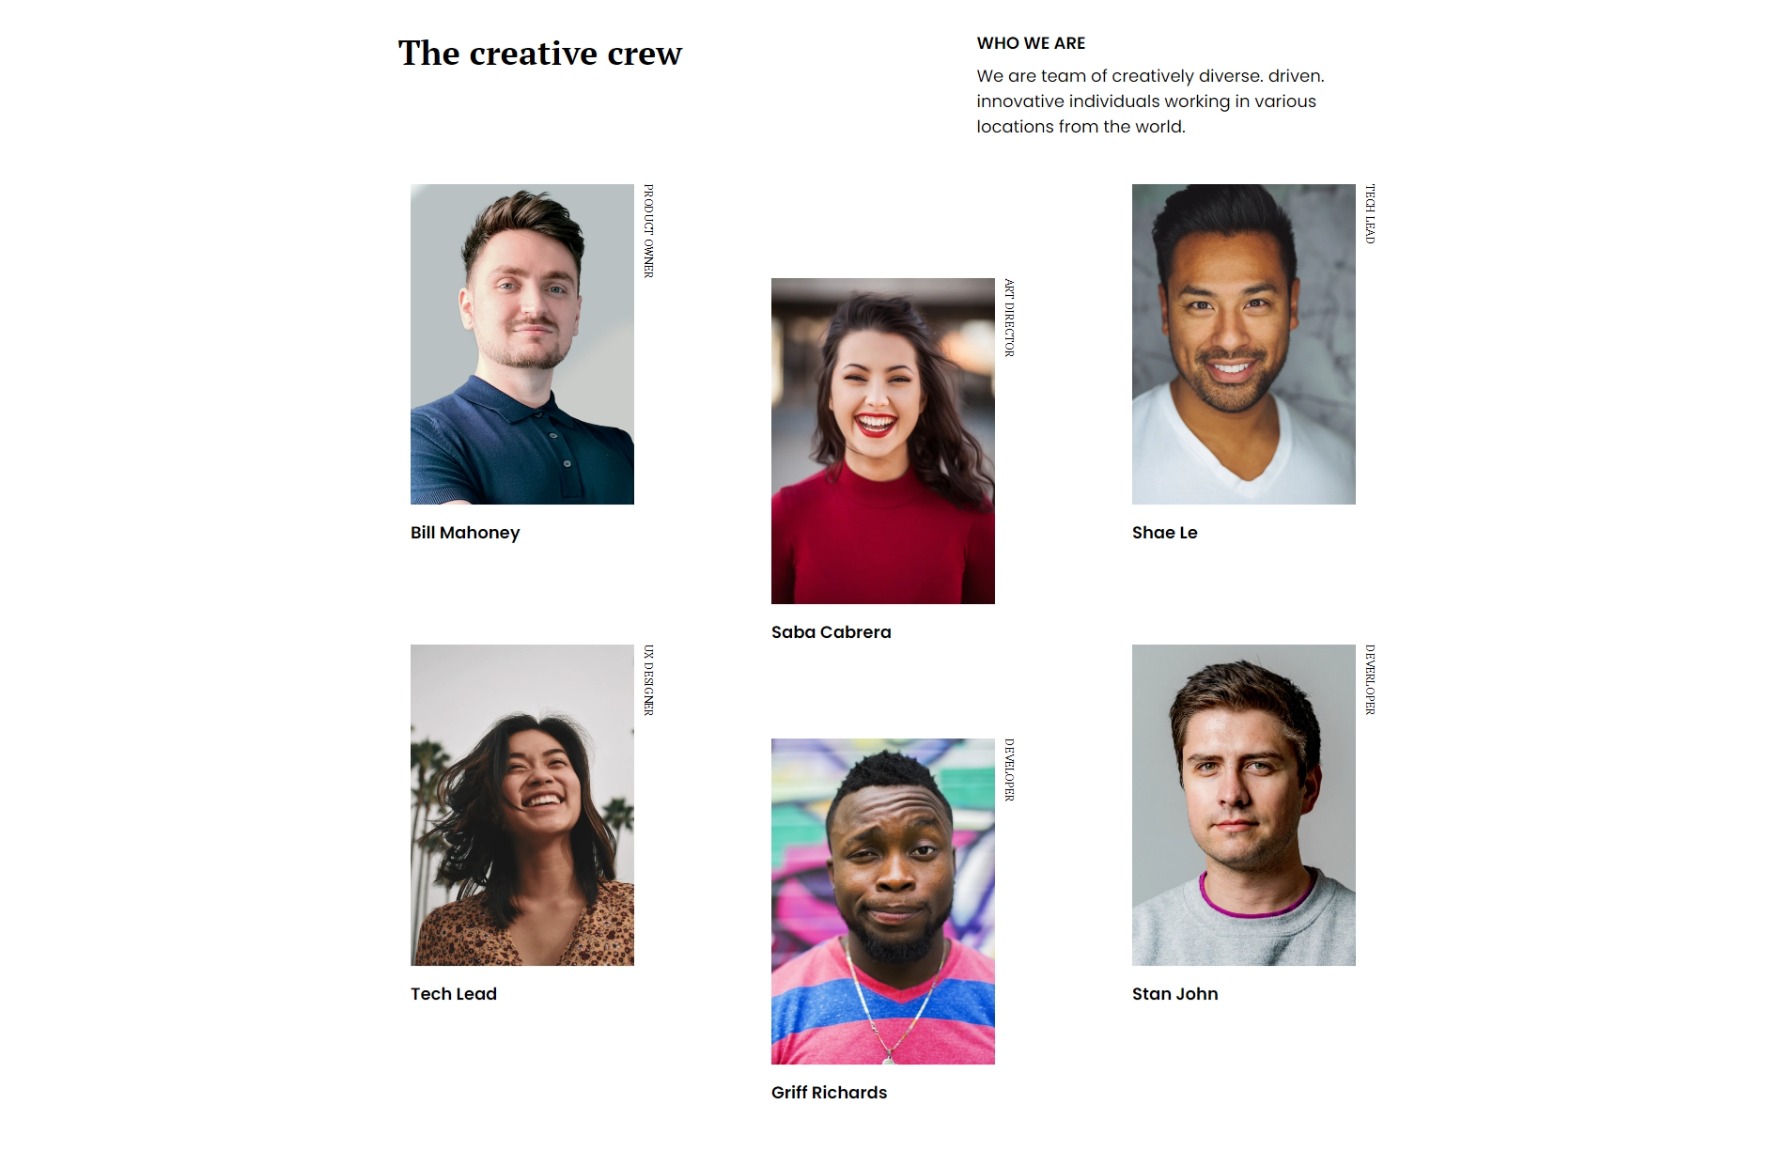 The creative crew
WHO WE ARE
We are team of creatively diverse. driven.
innovative individuals working in various
locations from the world.
PRODUCT OWNER
Bill Mahoney
ART DIRECTOR
Saba Cabrera
TECH LEAD
Shae Le
UX DESIGNER
Tech Lead
DEVELOPER
Griff Richards
DEVERLOPER
Stan John